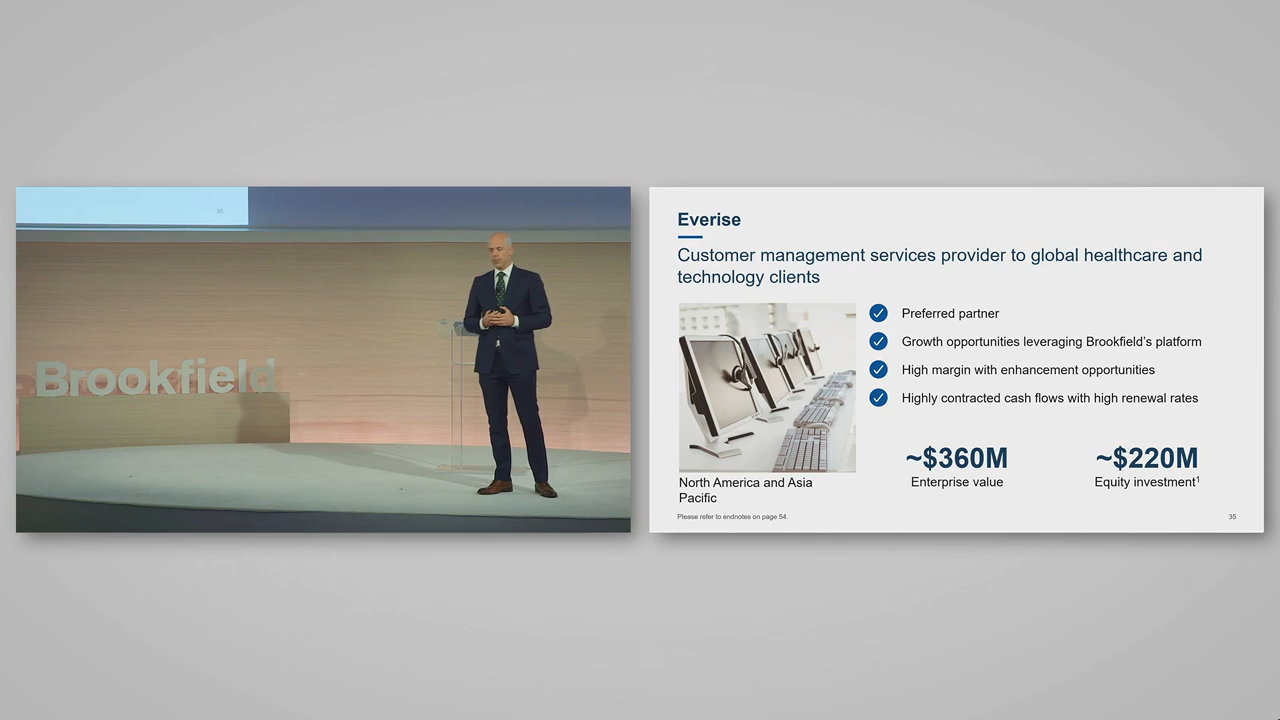 35
Brookfield
Everise
Customer management services provider to global healthcare and
technology clients
Preferred partner
Growth opportunities leveraging Brookfield's platform
High margin with enhancement opportunities
Highly contracted cash flows with high renewal rates
~$360M
Enterprise value
~$220M
Equity investment1
North America and Asia
Pacific
Please refer to endnotes on page 54.
35